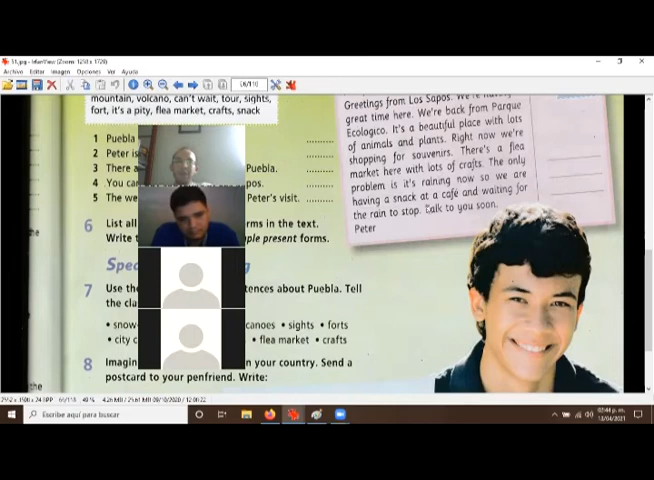 11.jpg - IrfanView (Zoom: 1258 x 1778)
Archivo Editar Imagen Opciones Ver Ayuda
mountain, volcano, can't wait, tour, sights,
fort, it's a pity, flea market, crafts, snack
1 Puebla
2 Peter is
3 There a Puebla.
4 You can pos.
5 The we Peter's visit.
6 List all rms in the text.
Write t ple present forms.
Spe g
7 Use the tences about Puebla. Tell
the cla
• snow canoes • sights • forts
• city c • flea market • crafts
8 Imagin n your country. Send a
postcard to your penfriend. Write:
Greetings from Los Sapos. We're
great time here. We're back from Parque
Ecologico. It's a beautiful place with lots
of animals and plants. Right now we're
shopping for souvenirs. There's a flea
market here with lots of crafts. The only
problem is it's raining now so we are
having a snack at a café and waiting for
the rain to stop. Talk to you soon.
Peter
he
the
Escribe aquí para buscar
03:44 p. m.
13/04/2021